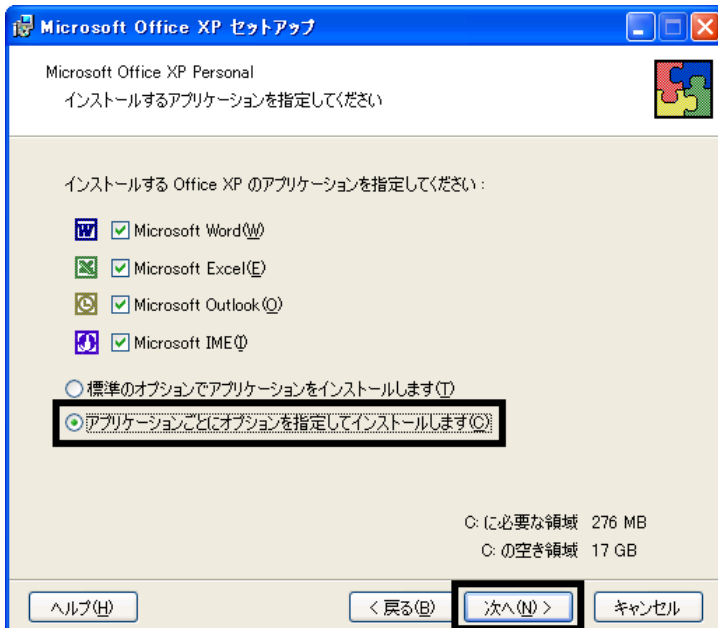 Microsoft Office XP セットアップ
Microsoft Office XP Personal
インストールするアプリケーションを指定してください
インストールする Office XP のアプリケーションを指定してください:
Microsoft Word(W)
Microsoft Excel(E)
Microsoft Outlook(O)
Microsoft IME(I)
標準のオプションでアプリケーションをインストールします(T)
アプリケーションごとにオプションを指定してインストールします(C)
C: に必要な領域 276 MB
C: の空き領域 17 GB
ヘルプ(H) < 戻る(B) 次へ(N) > キャンセル